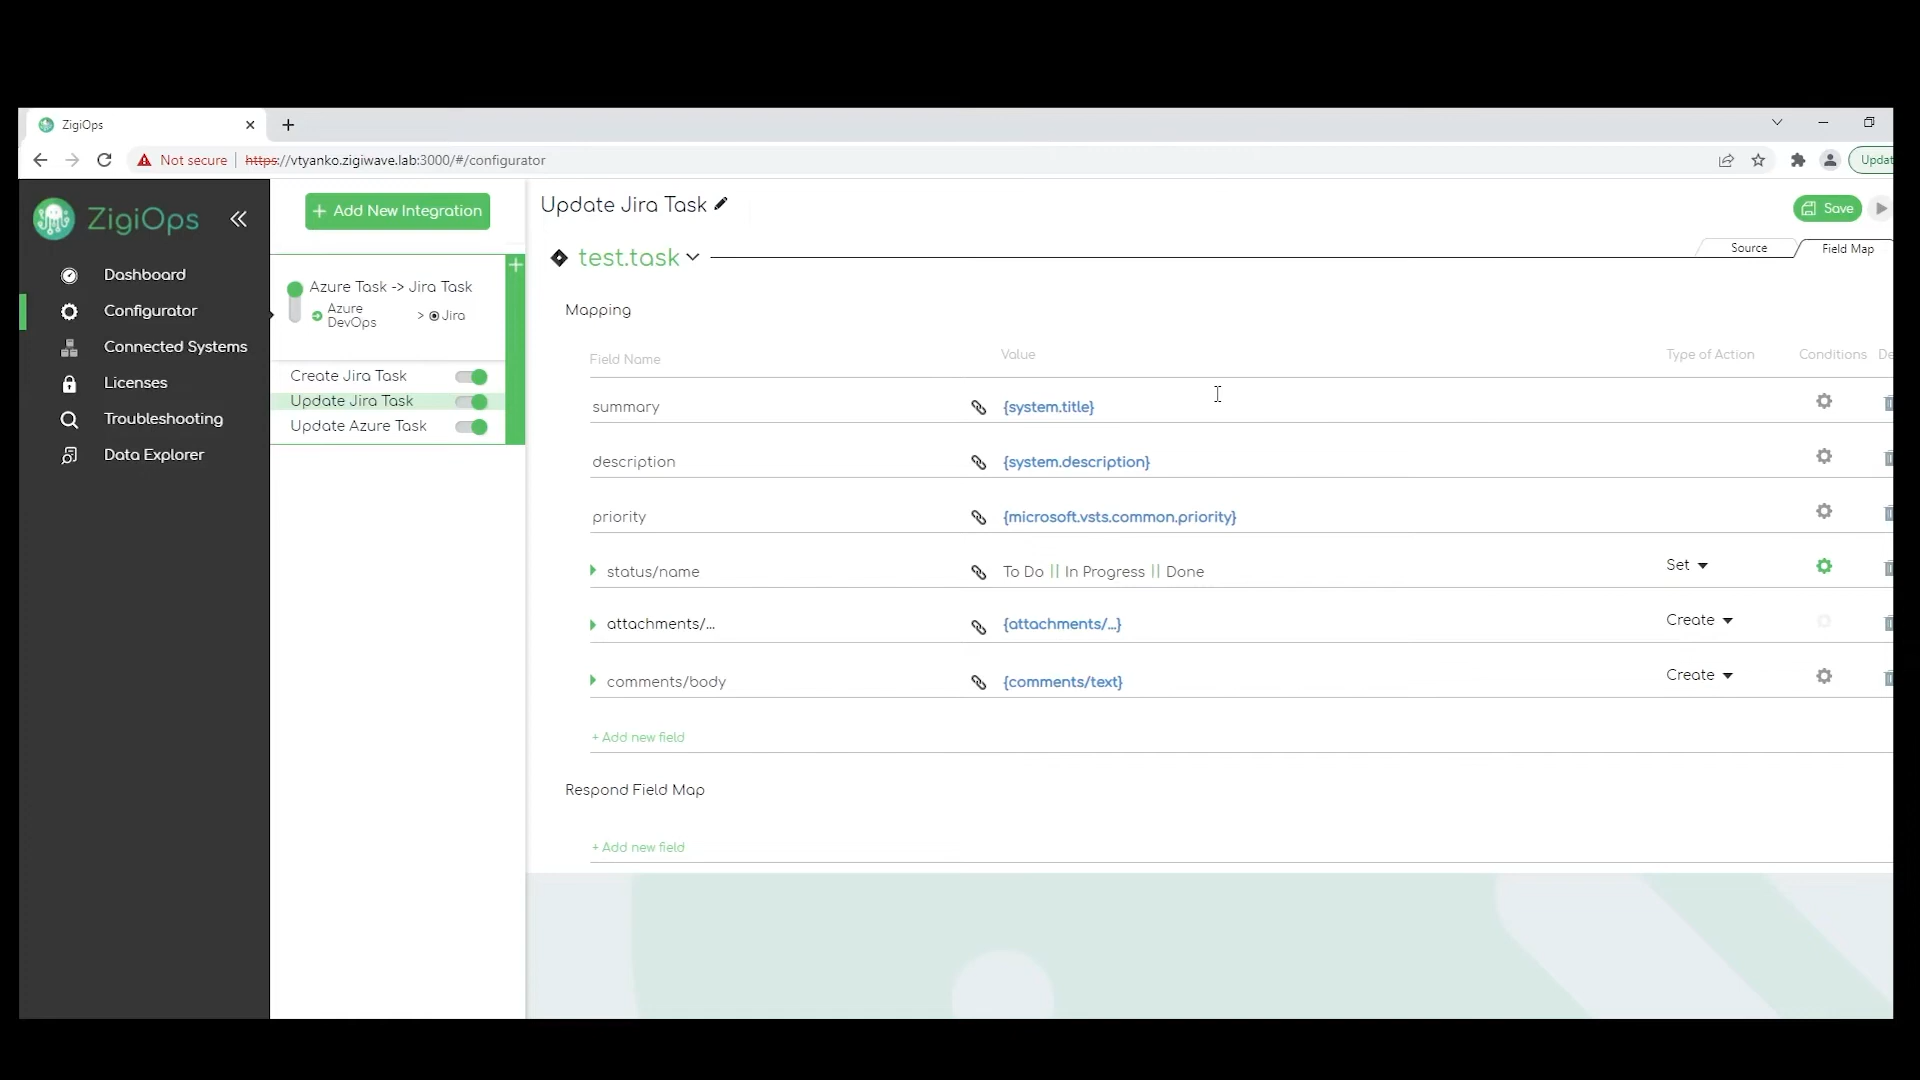 ZigiOps
Not secure | https://vtyanko.zigiwave.lab:3000/#/configurator
Updat
ZigiOps
Dashboard
Configurator
Connected Systems
Licenses
Troubleshooting
Data Explorer
+ Add New Integration
Azure Task -> Jira Task
Azure DevOps > Jira
Create Jira Task
Update Jira Task
Update Azure Task
Update Jira Task
Save
test.task
Source
Field Map
Mapping
Field Name Value Type of Action Conditions De
summary {system.title}
description {system.description}
priority {microsoft.vsts.common.priority}
status/name To Do || In Progress || Done Set
attachments/... {attachments/...} Create
comments/body {comments/text} Create
+ Add new field
Respond Field Map
+ Add new field